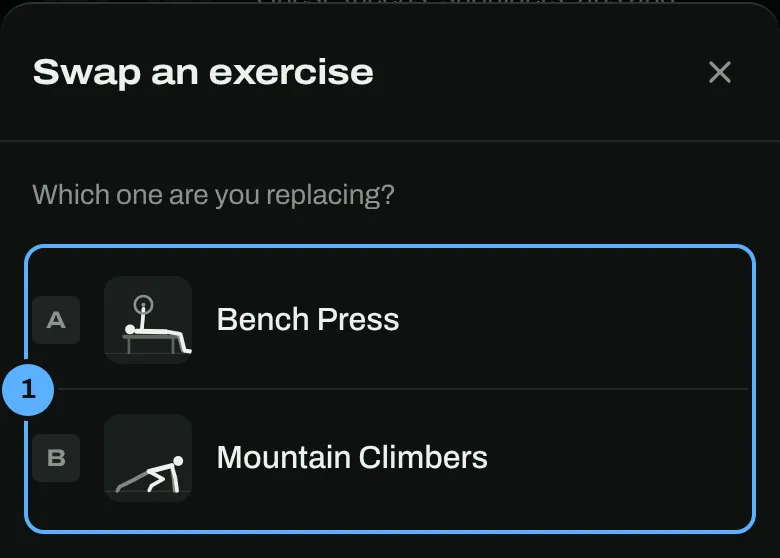 Swap an exercise
Which one are you replacing?
A Bench Press
1
B Mountain Climbers